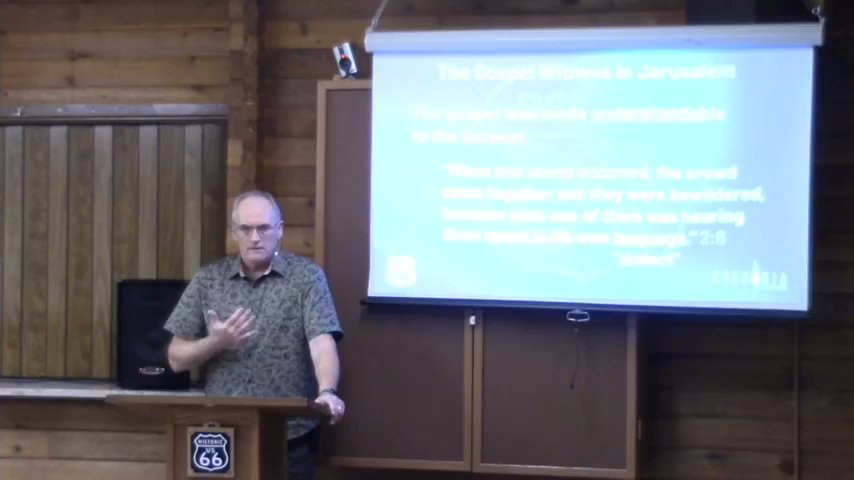 The Gospel Witness in Jerusalem
The gospel was made understandable
to the listener.
"When this sound occurred, the crowd
came together and they were bewildered,
because each one of them was hearing
them speak in his own language." 2:6
"dialect"
HISTORIC
US
66